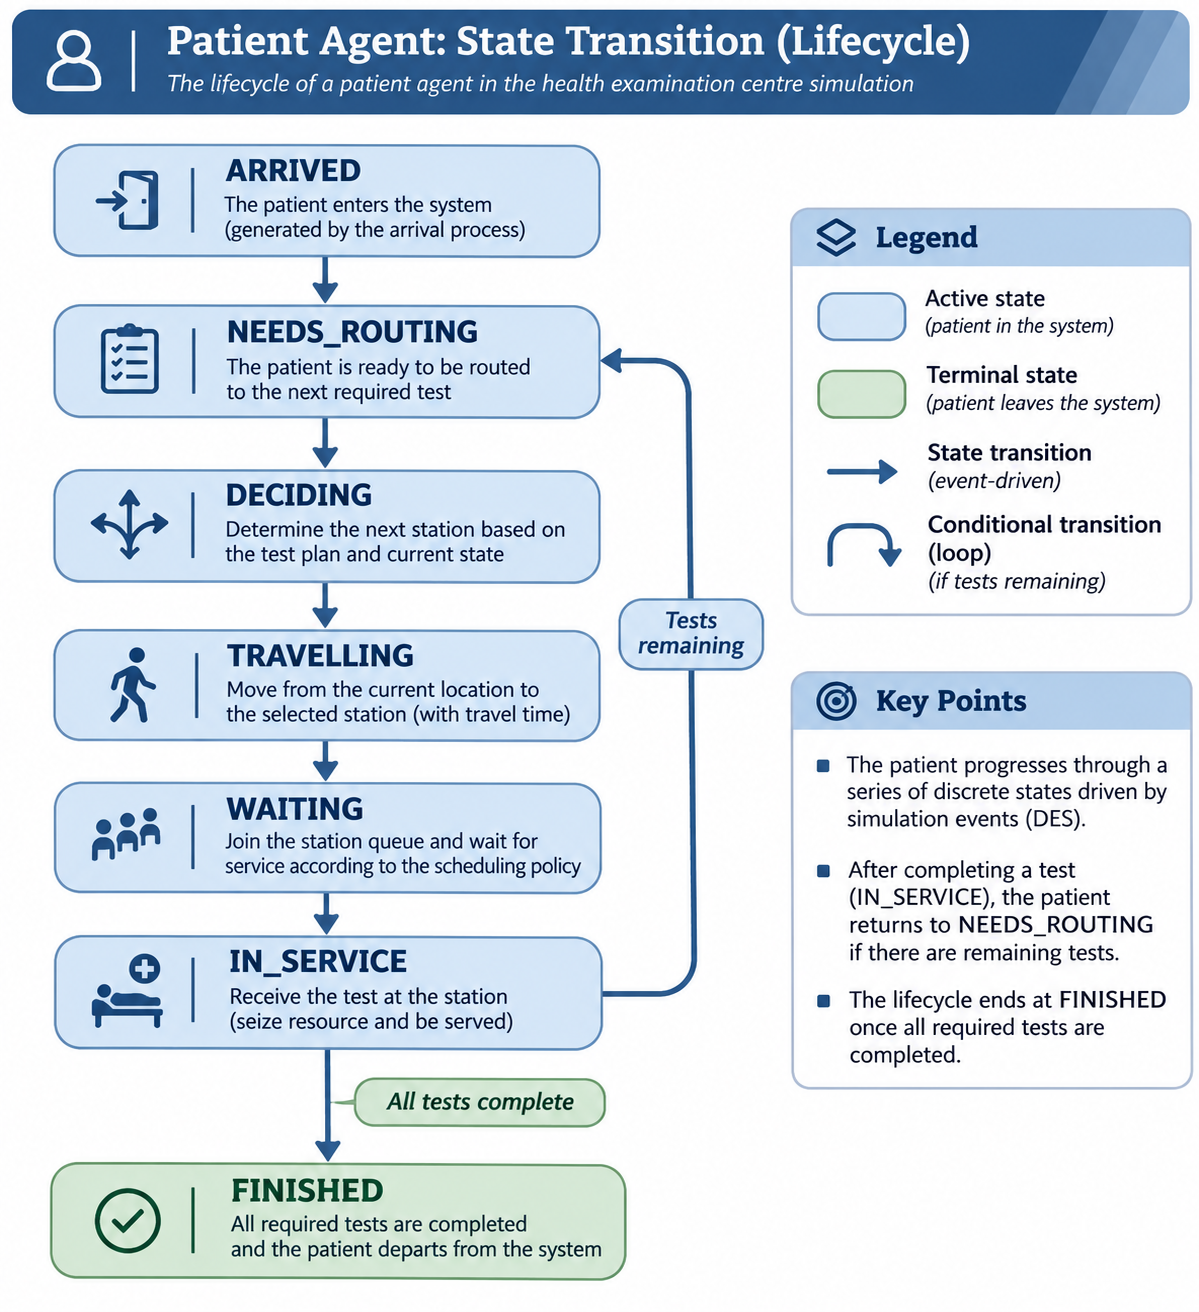 Patient Agent: State Transition (Lifecycle)
The lifecycle of a patient agent in the health examination centre simulation
ARRIVED
The patient enters the system
(generated by the arrival process)
NEEDS_ROUTING
The patient is ready to be routed
to the next required test
DECIDING
Determine the next station based on
the test plan and current state
TRAVELLING
Move from the current location to
the selected station (with travel time)
WAITING
Join the station queue and wait for
service according to the scheduling policy
IN_SERVICE
Receive the test at the station
(seize resource and be served)
Tests
remaining
All tests complete
FINISHED
All required tests are completed
and the patient departs from the system
Legend
Active state
(patient in the system)
Terminal state
(patient leaves the system)
State transition
(event-driven)
Conditional transition
(loop)
(if tests remaining)
Key Points
The patient progresses through a
series of discrete states driven by
simulation events (DES).
After completing a test
(IN_SERVICE), the patient
returns to NEEDS_ROUTING
if there are remaining tests.
The lifecycle ends at FINISHED
once all required tests are
completed.